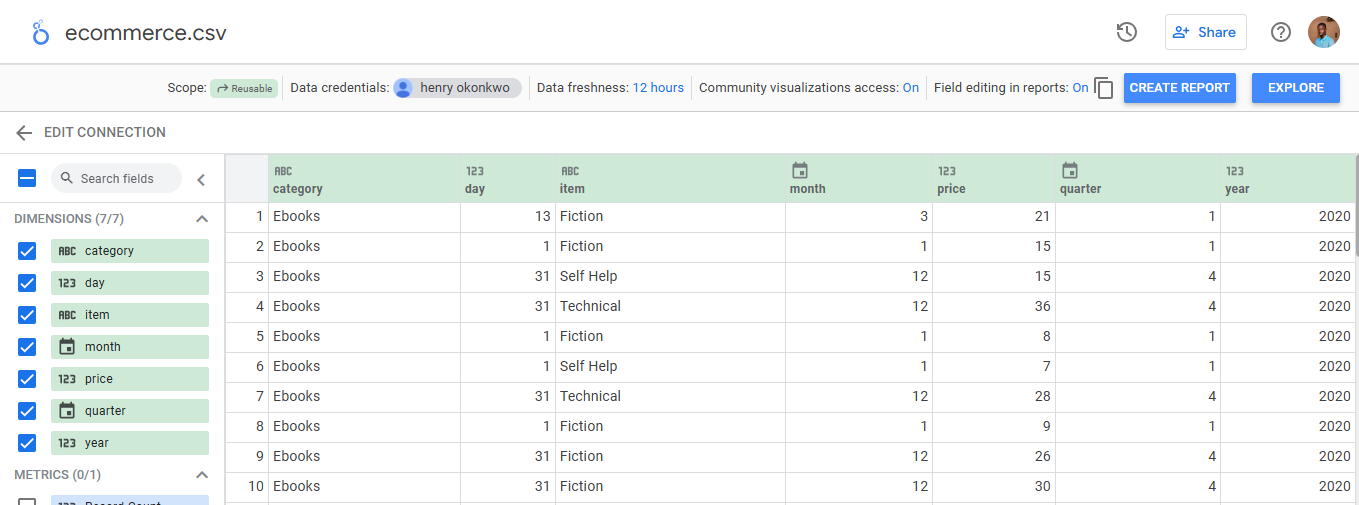 ecommerce.csv
Share
Scope: Reusable Data credentials: henry okonkwo Data freshness: 12 hours Community visualizations access: On Field editing in reports: On CREATE REPORT EXPLORE
EDIT CONNECTION
Search fields
DIMENSIONS (7/7)
ABC category
123 day
ABC item
month
123 price
quarter
123 year
METRICS (0/1)
123 Record Count
ABC 123 ABC 123 123
category day item month price quarter year
1 Ebooks 13 Fiction 3 21 1 2020
2 Ebooks 1 Fiction 1 15 1 2020
3 Ebooks 31 Self Help 12 15 4 2020
4 Ebooks 31 Technical 12 36 4 2020
5 Ebooks 1 Fiction 1 8 1 2020
6 Ebooks 1 Self Help 1 7 1 2020
7 Ebooks 31 Technical 12 28 4 2020
8 Ebooks 1 Fiction 1 9 1 2020
9 Ebooks 31 Fiction 12 26 4 2020
10 Ebooks 31 Fiction 12 30 4 2020